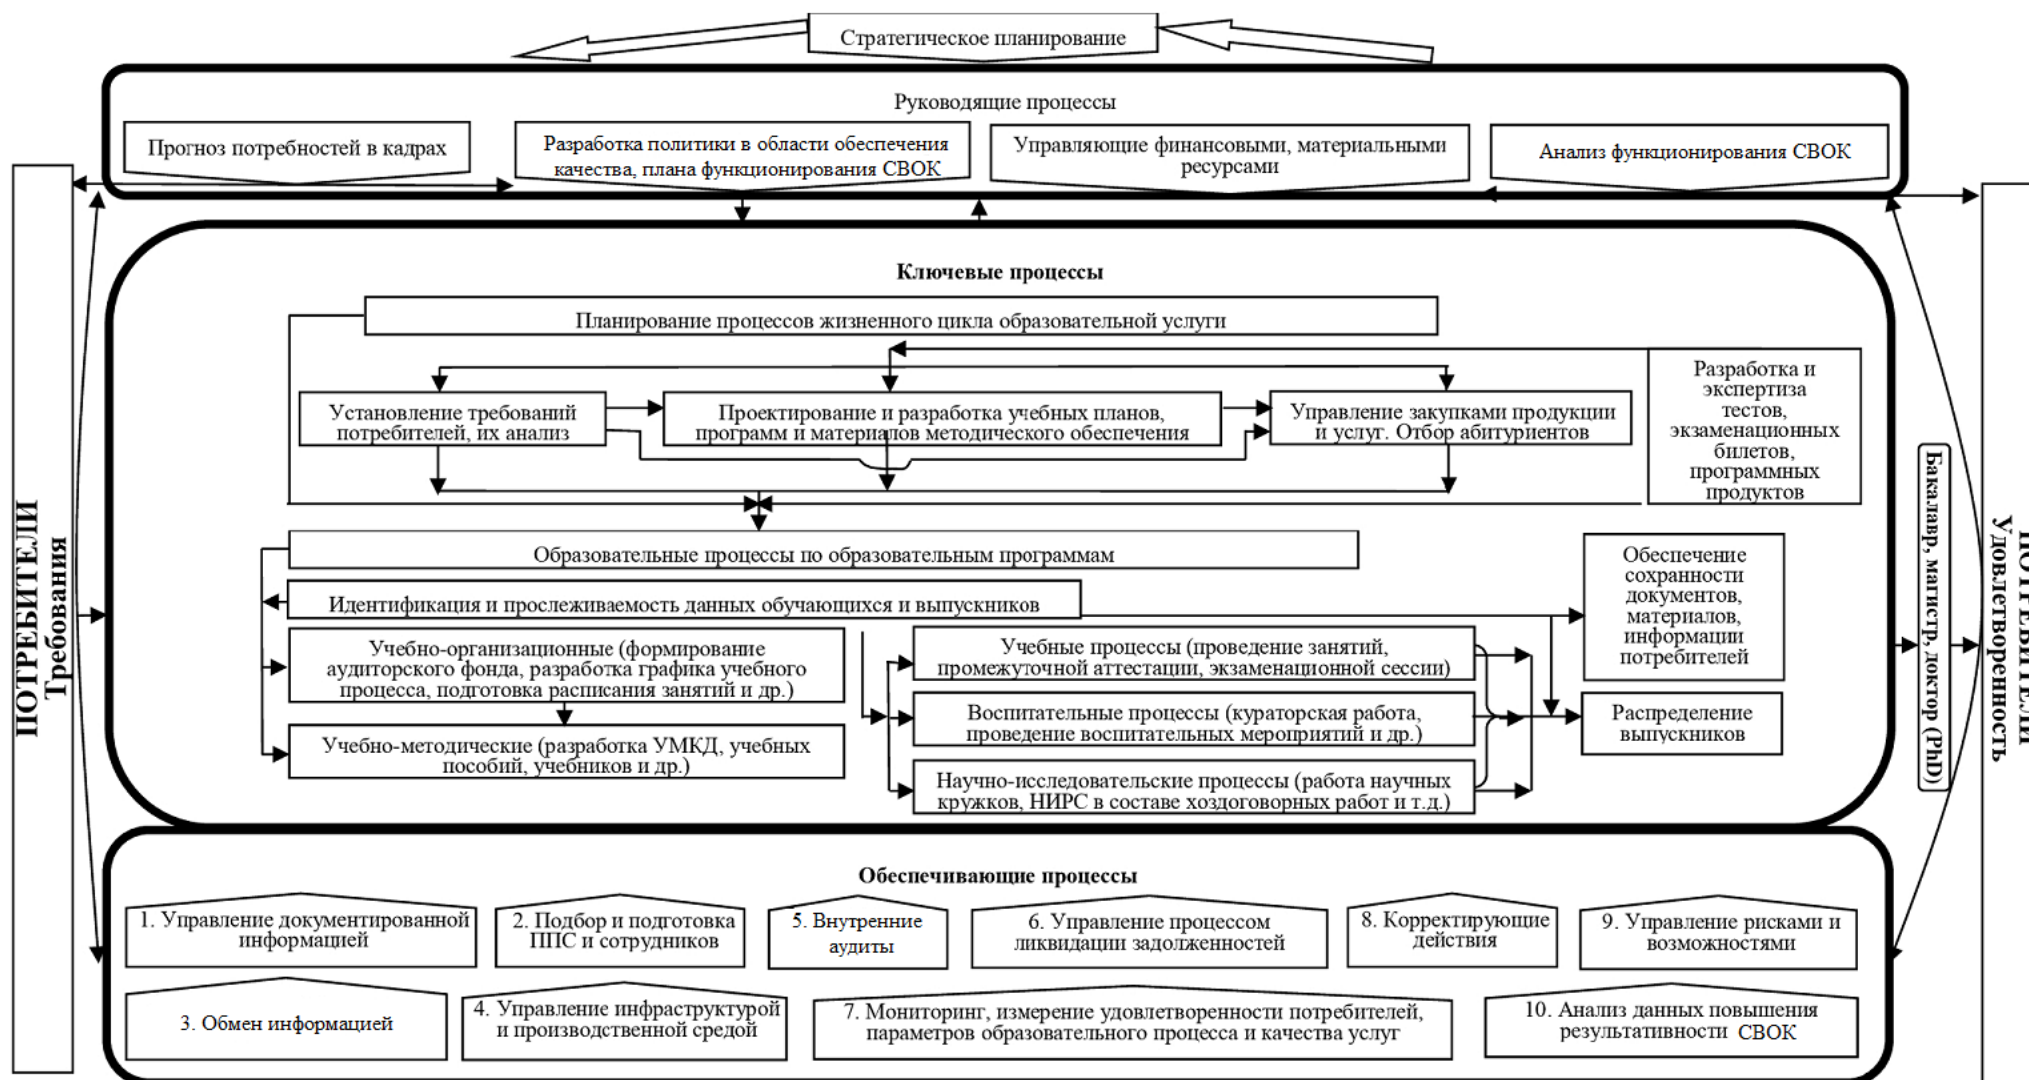 Стратегическое планирование
Руководящие процессы
Прогноз потребностей в кадрах
Разработка политики в области обеспечения
качества, плана функционирования СВОК
Управляющие финансовыми, материальными
ресурсами
Анализ функционирования СВОК
ПОТРЕБИТЕЛИ
Требования
Ключевые процессы
Планирование процессов жизненного цикла образовательной услуги
Установление требований
потребителей, их анализ
Проектирование и разработка учебных планов,
программ и материалов методического обеспечения
Управление закупками продукции
и услуг. Отбор абитуриентов
Разработка и
экспертиза
тестов,
экзаменационных
билетов,
программных
продуктов
Образовательные процессы по образовательным программам
Идентификация и прослеживаемость данных обучающихся и выпускников
Учебно-организационные (формирование
аудиторского фонда, разработка графика учебного
процесса, подготовка расписания занятий и др.)
Учебно-методические (разработка УМКД, учебных
пособий, учебников и др.)
Учебные процессы (проведение занятий,
промежуточной аттестации, экзаменационной сессии)
Воспитательные процессы (кураторская работа,
проведение воспитательных мероприятий и др.)
Научно-исследовательские процессы (работа научных
кружков, НИРС в составе хоздоговорных работ и т.д.)
Обеспечение
сохранности
документов,
материалов,
информации
потребителей
Распределение
выпускников
Бакалавр, магистр, доктор (PhD)
ПОТРЕБИТЕЛИ
Удовлетворенность
Обеспечивающие процессы
1. Управление документированной
информацией
2. Подбор и подготовка
ППС и сотрудников
5. Внутренние
аудиты
6. Управление процессом
ликвидации задолженностей
8. Корректирующие
действия
9. Управление рисками и
возможностями
3. Обмен информацией
4. Управление инфраструктурой
и производственной средой
7. Мониторинг, измерение удовлетворенности потребителей,
параметров образовательного процесса и качества услуг
10. Анализ данных повышения
результативности СВОК